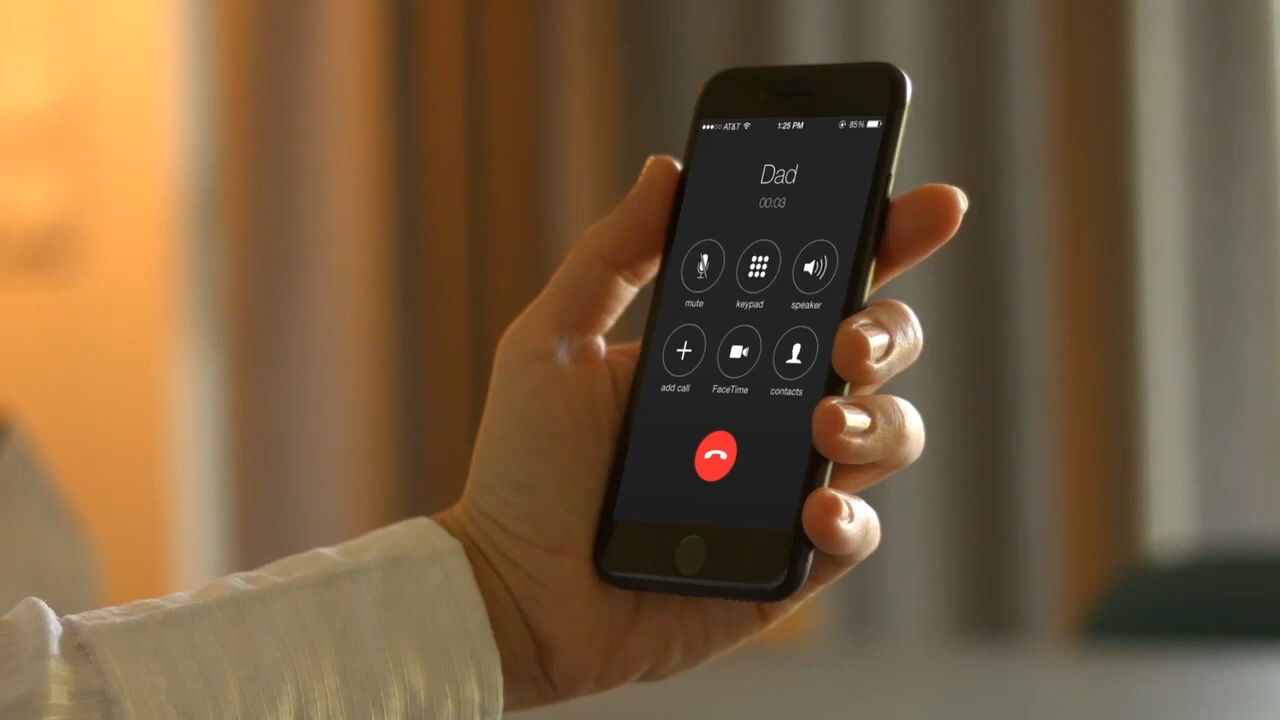 AT&T 1:25 PM 85%
Dad
00:03
mute keypad speaker
add call FaceTime contacts